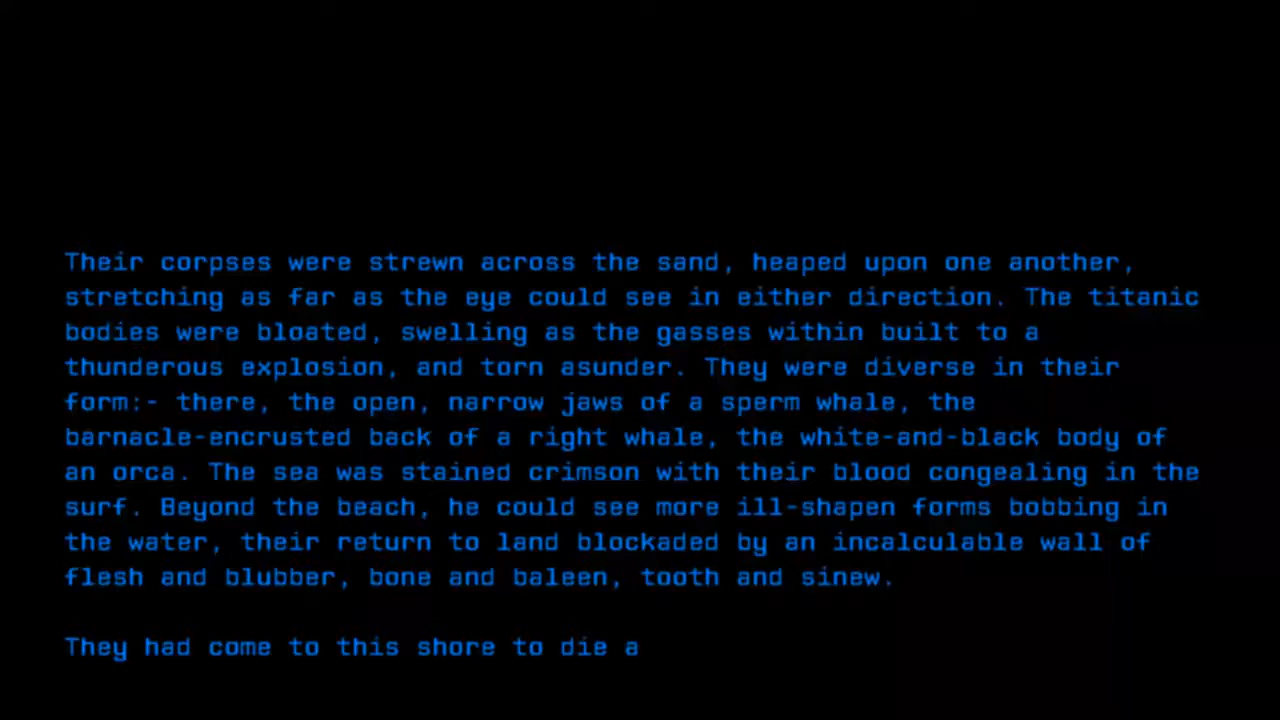 Their corpses were strewn across the sand, heaped upon one another,
stretching as far as the eye could see in either direction. The titanic
bodies were bloated, swelling as the gasses within built to a
thunderous explosion, and torn asunder. They were diverse in their
form:- there, the open, narrow jaws of a sperm whale, the
barnacle-encrusted back of a right whale, the white-and-black body of
an orca. The sea was stained crimson with their blood congealing in the
surf. Beyond the beach, he could see more ill-shapen forms bobbing in
the water, their return to land blockaded by an incalculable wall of
flesh and blubber, bone and baleen, tooth and sinew.
They had come to this shore to die a